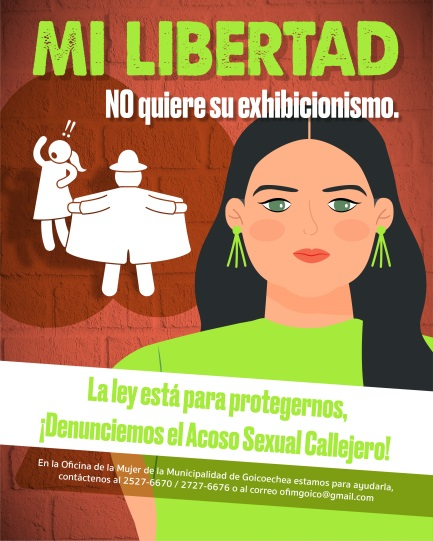 MI LIBERTAD
NO quiere su exhibicionismo.
!!
La ley está para protegernos,
¡Denunciemos el Acoso Sexual Callejero!
En la Oficina de la Mujer de la Municipalidad de Goicoechea estamos para ayudarla,
contáctenos al 2527-6670 / 2727-6676 o al correo ofimgoico@gmail.com